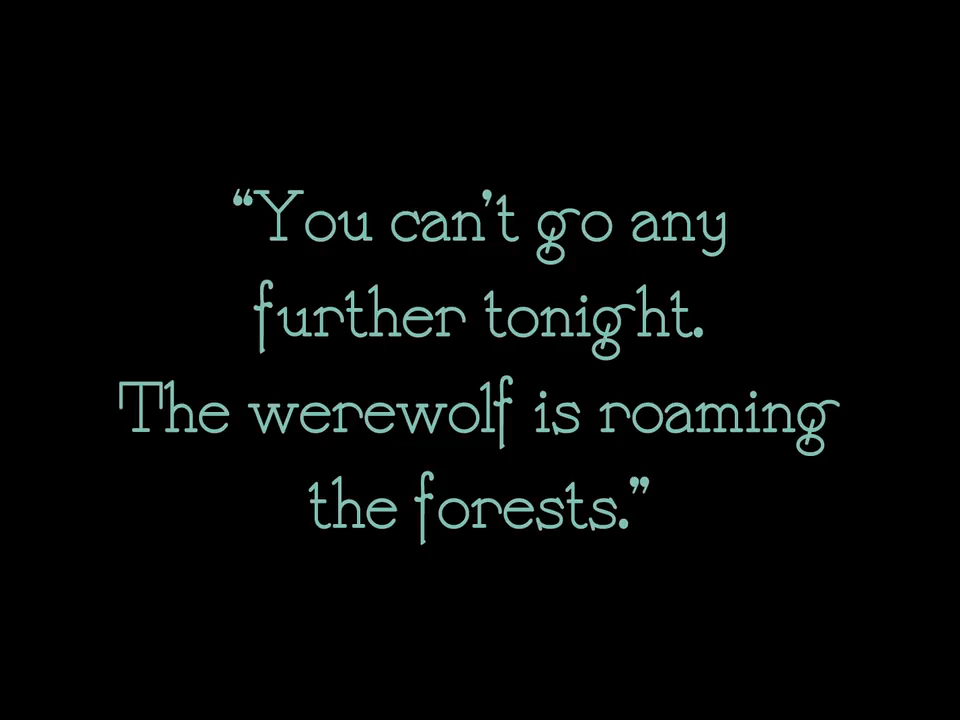 “You can’t go any
further tonight.
The werewolf is roaming
the forests.”